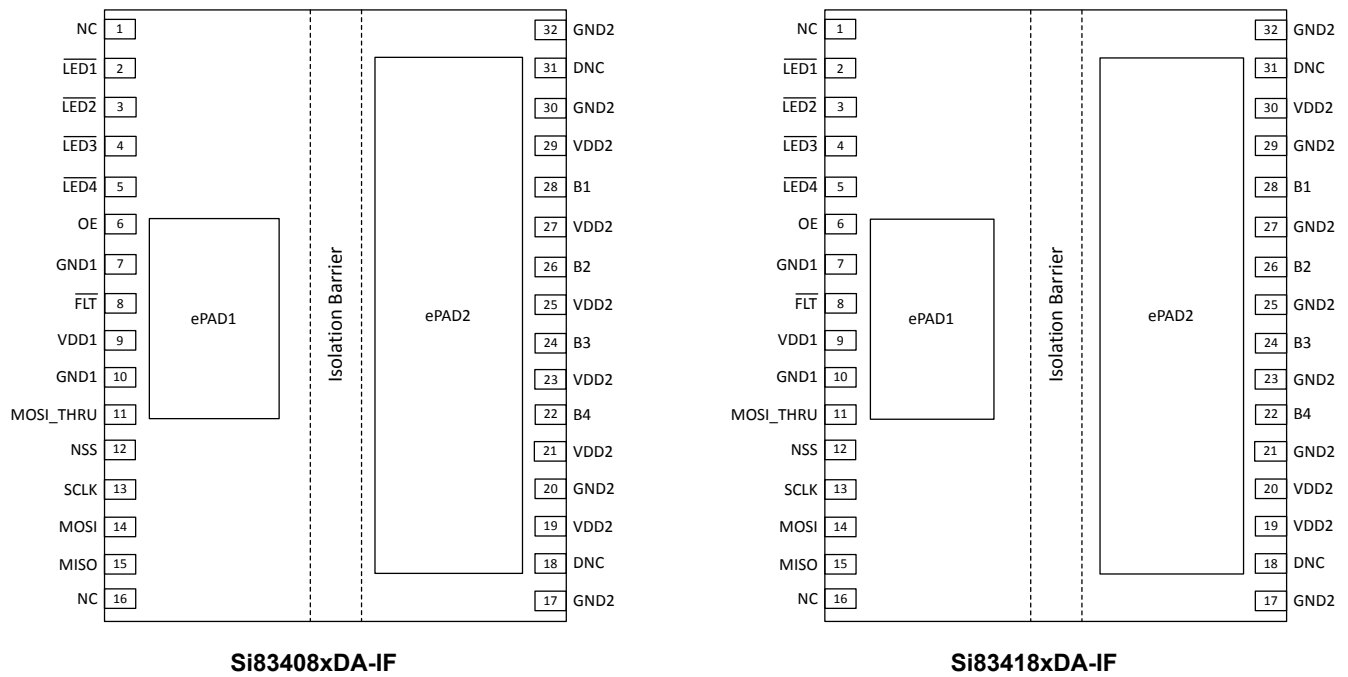 NC 1 32 GND2
LED1 2 31 DNC
LED2 3 30 GND2
LED3 4 29 VDD2
LED4 5 28 B1
OE 6 27 VDD2
GND1 7 26 B2
FLT 8 25 VDD2
VDD1 9 24 B3
GND1 10 23 VDD2
MOSI_THRU 11 22 B4
NSS 12 21 VDD2
SCLK 13 20 GND2
MOSI 14 19 VDD2
MISO 15 18 DNC
NC 16 17 GND2
ePAD1
Isolation Barrier
ePAD2
Si83408xDA-IF
NC 1 32 GND2
LED1 2 31 DNC
LED2 3 30 VDD2
LED3 4 29 GND2
LED4 5 28 B1
OE 6 27 GND2
GND1 7 26 B2
FLT 8 25 GND2
VDD1 9 24 B3
GND1 10 23 GND2
MOSI_THRU 11 22 B4
NSS 12 21 GND2
SCLK 13 20 VDD2
MOSI 14 19 VDD2
MISO 15 18 DNC
NC 16 17 GND2
ePAD1
Isolation Barrier
ePAD2
Si83418xDA-IF